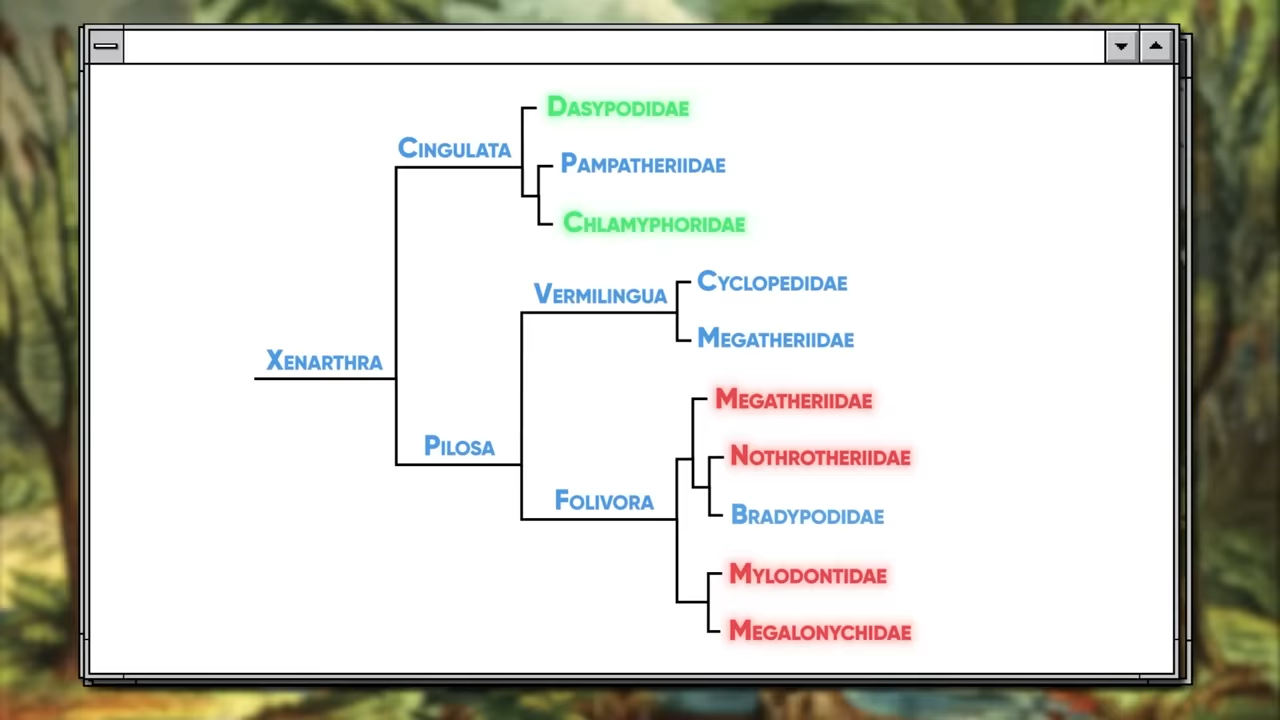 Dasypodidae
Cingulata
Pampatheriidae
Chlamyphoridae
Cyclopedidae
Vermilingua
Megatheriidae
Xenarthra
Megatheriidae
Pilosa
Nothrotheriidae
Folivora
Bradypodidae
Mylodontidae
Megalonychidae